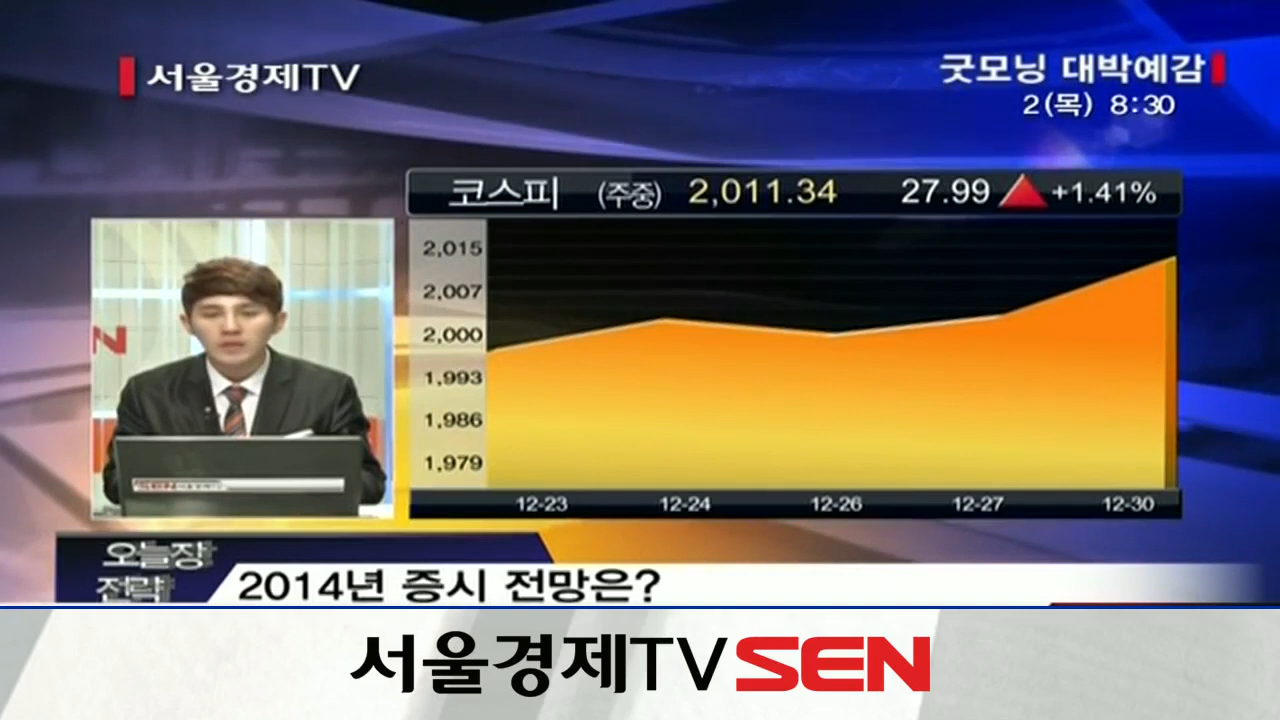 서울경제TV
굿모닝 대박예감
2(목) 8:30
코스피 (주중) 2,011.34 27.99 +1.41%
2,015
2,007
2,000
1,993
1,986
1,979
12-23 12-24 12-26 12-27 12-30
EN
오늘장
전략
2014년 증시 전망은?
서울경제TV SEN